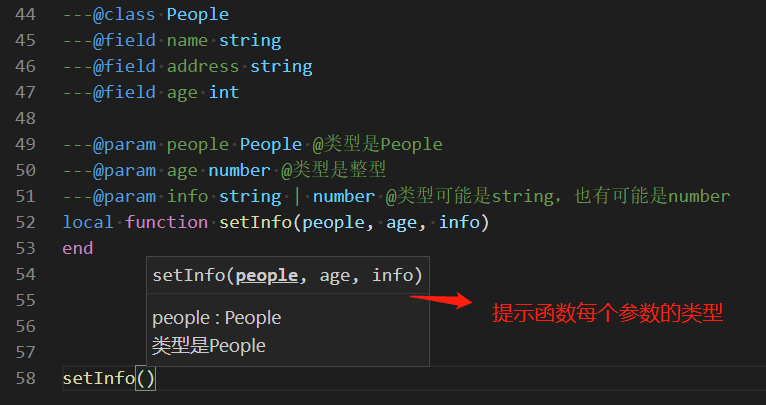 44 ---@class People
45 ---@field name string
46 ---@field address string
47 ---@field age int
48
49 ---@param people People @类型是People
50 ---@param age number @类型是整型
51 ---@param info string | number @类型可能是string，也有可能是number
52 local function setInfo(people, age, info)
53 end
54
setInfo(people, age, info)
55
people : People
提示函数每个参数的类型
56
类型是People
57
58 setInfo()